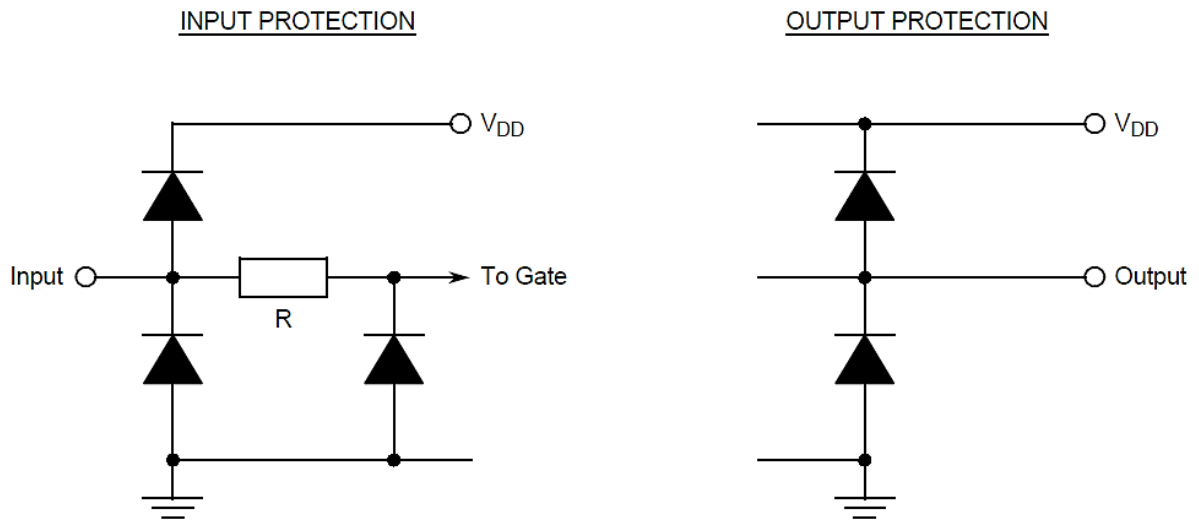 INPUT PROTECTION
OUTPUT PROTECTION
VDD
VDD
Input
R
To Gate
Output